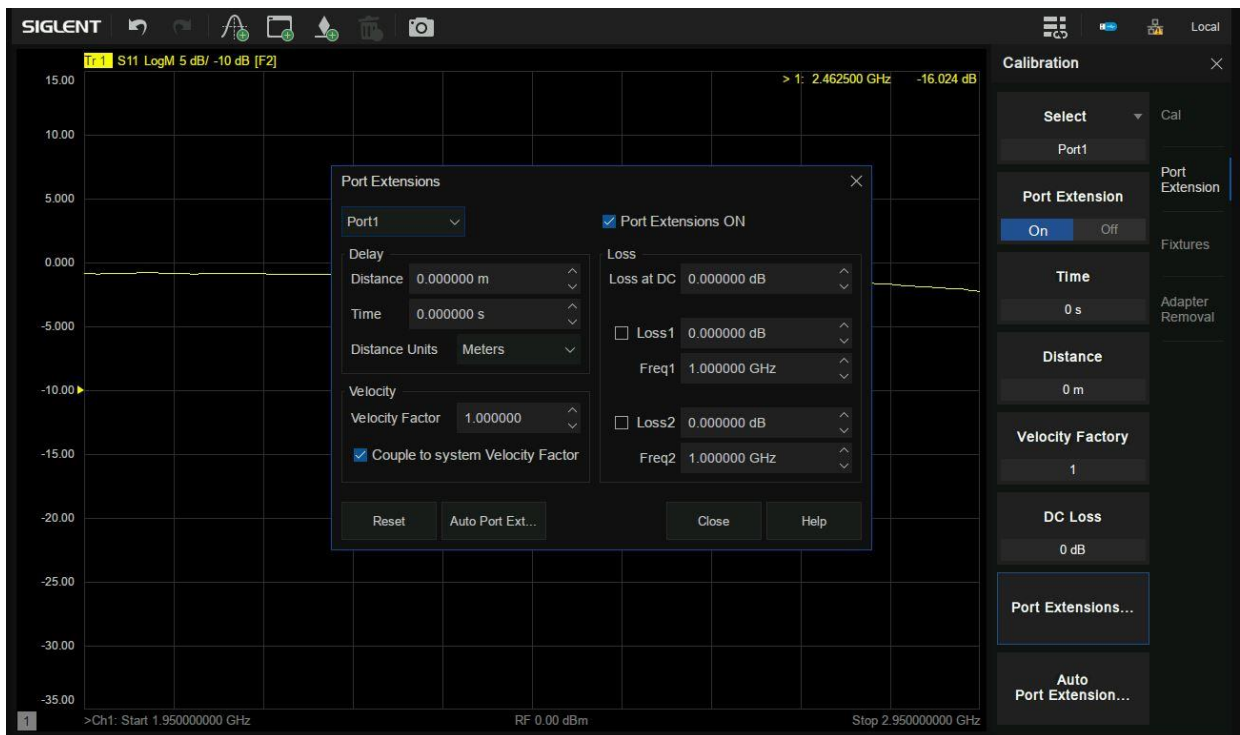 SIGLENT
Local
Tr 1 S11 LogM 5 dB/ -10 dB [F2]
> 1: 2.462500 GHz -16.024 dB
15.00
10.00
5.000
0.000
-5.000
-10.00
-15.00
-20.00
-25.00
-30.00
-35.00
1
>Ch1: Start 1.950000000 GHz
RF 0.00 dBm
Stop 2.950000000 GHz
Port Extensions
Port1
Port Extensions ON
Delay
Distance 0.000000 m
Time 0.000000 s
Distance Units Meters
Velocity
Velocity Factor 1.000000
Couple to system Velocity Factor
Loss
Loss at DC 0.000000 dB
Loss1 0.000000 dB
Freq1 1.000000 GHz
Loss2 0.000000 dB
Freq2 1.000000 GHz
Reset
Auto Port Ext...
Close
Help
Calibration
Select
Port1
Port Extension
On Off
Time
0 s
Distance
0 m
Velocity Factory
1
DC Loss
0 dB
Port Extensions...
Auto
Port Extension...
Cal
Port
Extension
Fixtures
Adapter
Removal